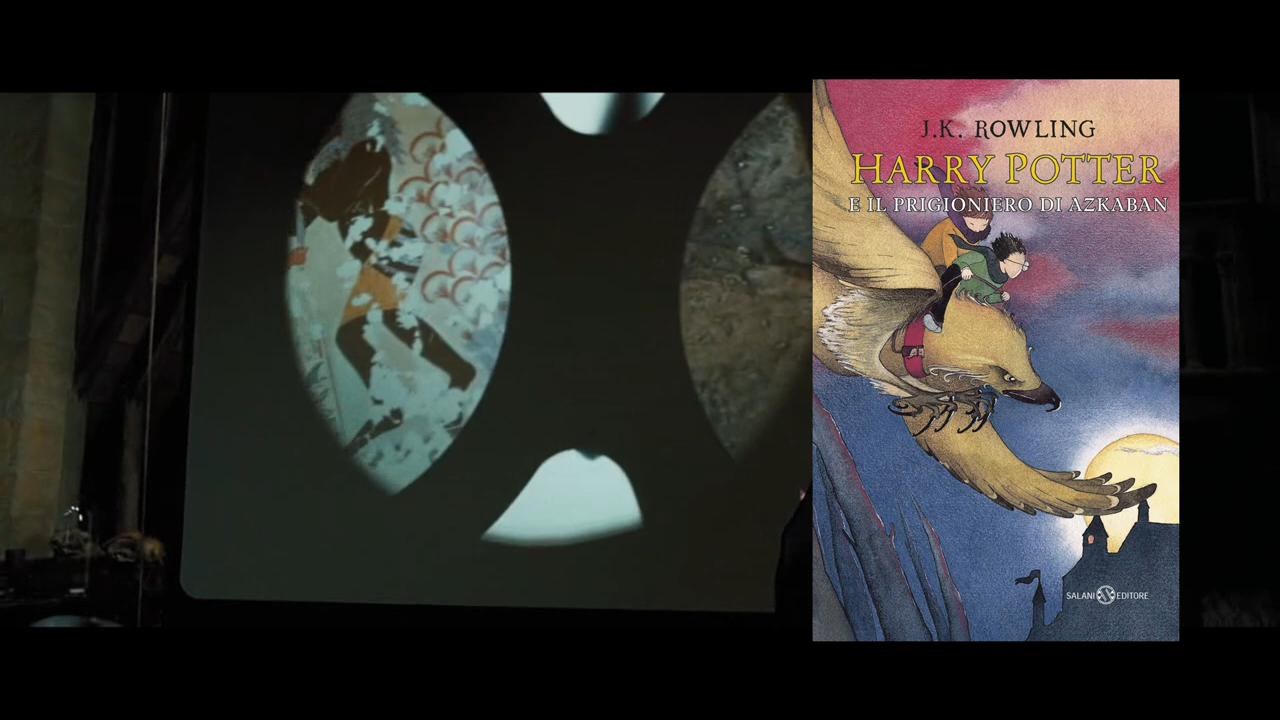 J.K. ROWLING
HARRY POTTER
E IL PRIGIONIERO DI AZKABAN
SALANI EDITORE